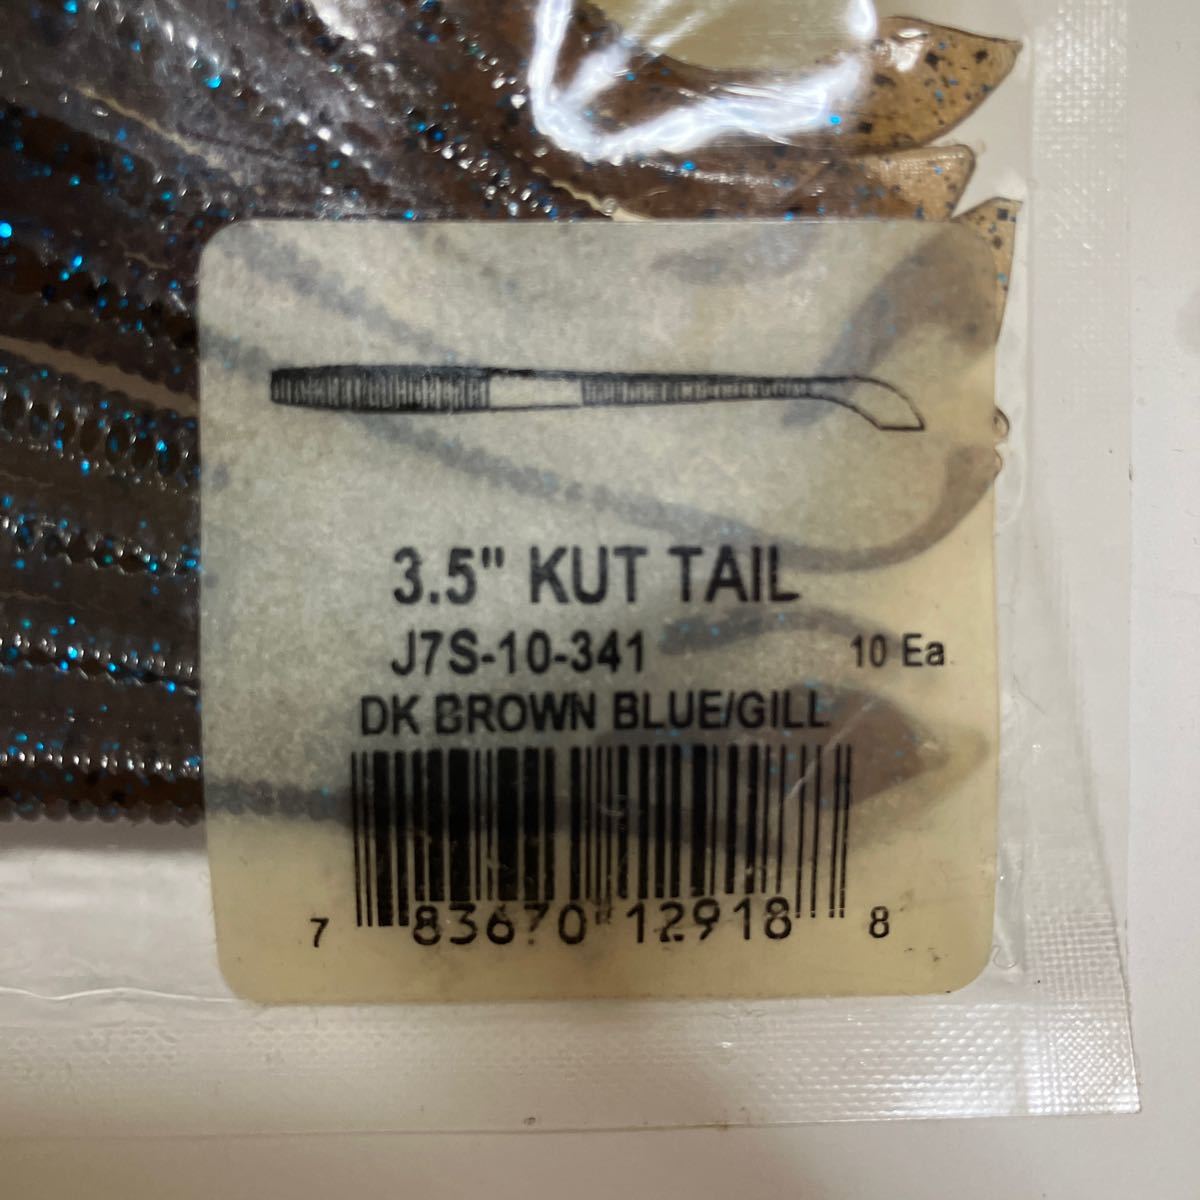 3.5" KUT TAIL
J7S-10-341 10 Ea
DK BROWN BLUE/GILL
7 83670 12918 8